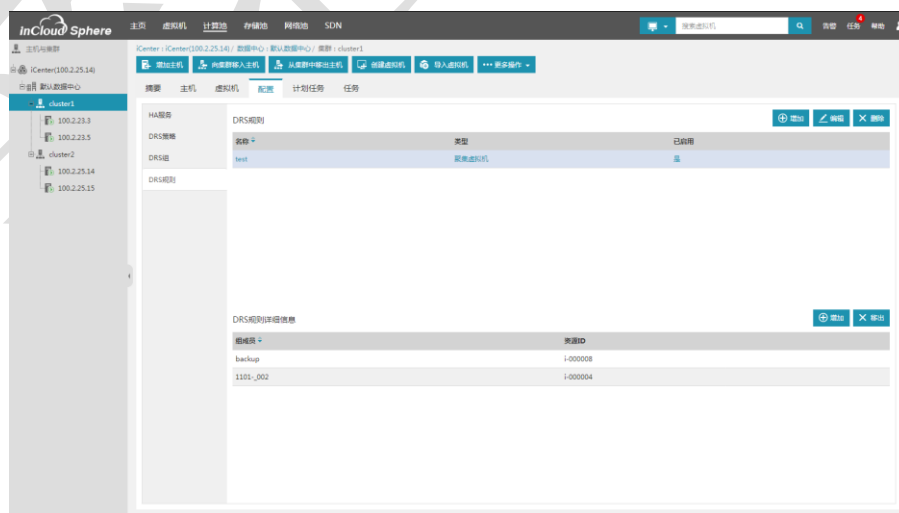 InCloud Sphere 主页 虚拟机 计算池 存储池 网络池 SDN 搜索虚拟机 告警 任务 4 帮助
主机与集群
iCenter : iCenter(100.2.25.14) / 数据中心 : 默认数据中心 / 集群 : cluster1
iCenter(100.2.25.14)
增加主机 向集群移入主机 从集群中移出主机 创建虚拟机 导入虚拟机 ••• 更多操作
默认数据中心
摘要 主机 虚拟机 配置 计划任务 任务
cluster1
100.2.23.3
100.2.23.5
cluster2
100.2.25.14
100.2.25.15
HA服务
DRS策略
DRS组
DRS规则
DRS规则 增加 编辑 删除
名称 类型 已启用
test 聚集虚拟机 是
DRS规则详细信息 增加 移出
组成员 资源ID
backup i-000008
1101-_002 i-000004